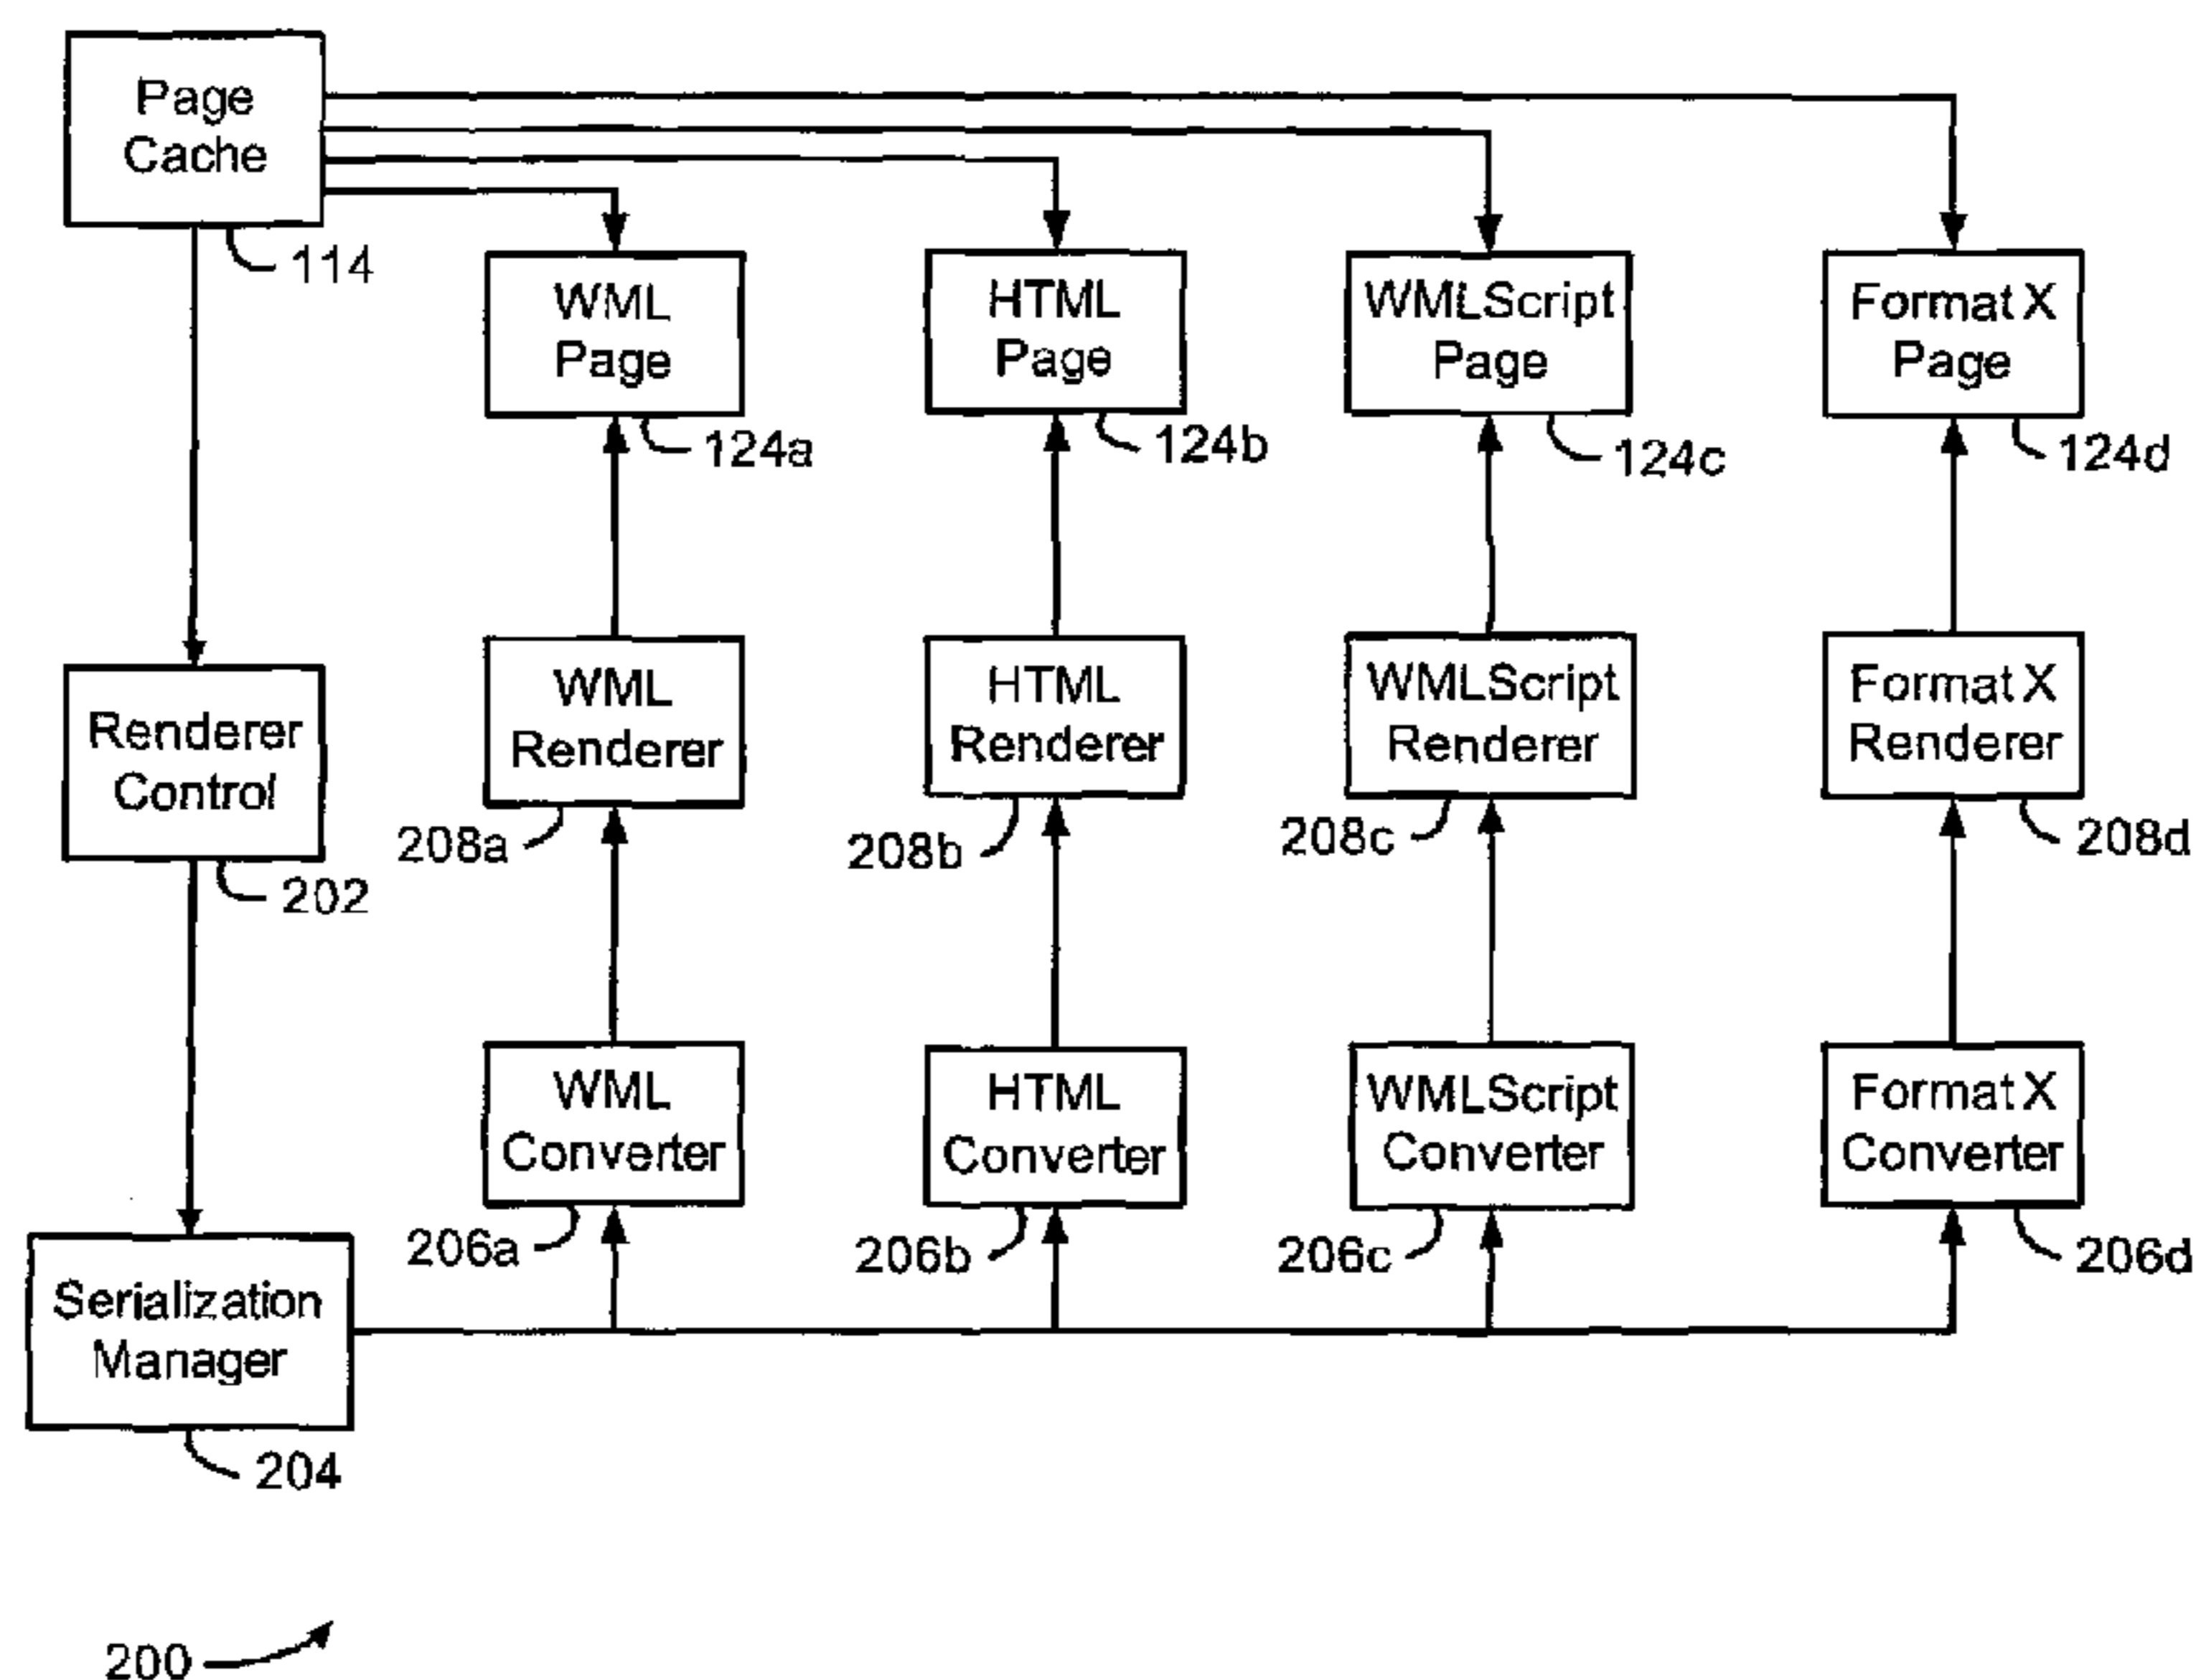 Page
Cache
114
WML
Page
124a
HTML
Page
124b
WMLScript
Page
124c
Format X
Page
124d
Renderer
Control
202
WML
Renderer
208a
HTML
Renderer
208b
WMLScript
Renderer
208c
Format X
Renderer
208d
WML
Converter
206a
HTML
Converter
206b
WMLScript
Converter
206c
Format X
Converter
206d
Serialization
Manager
204
200